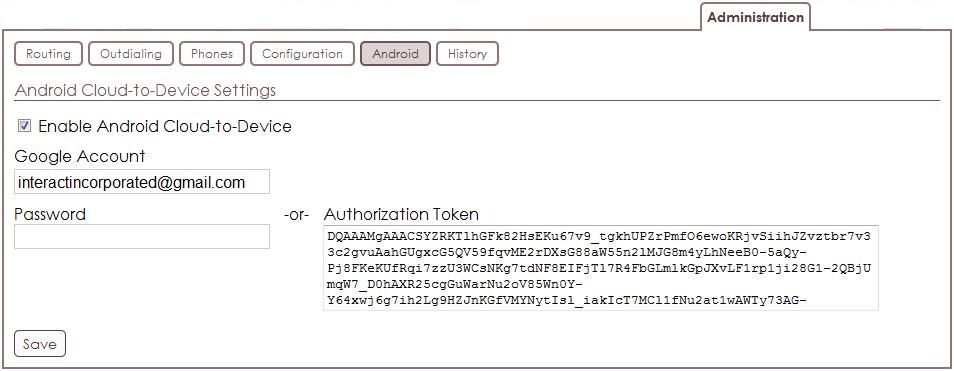 Administration
Routing Outdialing Phones Configuration Android History
Android Cloud-to-Device Settings
Enable Android Cloud-to-Device
Google Account
interactincorporated@gmail.com
Password -or- Authorization Token
DQAAAMgAAACSYZRKTlhGFk82HsEKu67v9_tgkhUPZrPmfO6ewoKRjvSiihJZvztbr7v3
3c2gvuAahGUgxcG5QV59fqvME2rDXsG88aW55n2lMJG8m4yLhNeeB0-5aQy-
Pj8FKeKUfRqi7zzU3WCsNKg7tdNF8EIFjTl7R4FbGLmlkGpJXvLF1rp1ji28G1-2QBjU
mqW7_D0hAXR25cgGuWarNu2oV85Wn0Y-
Y64xwj6g7ih2Lg9HZJnKGfVMYNytIsl_iakIcT7MCl1fNu2at1wAWTy73AG-
Save